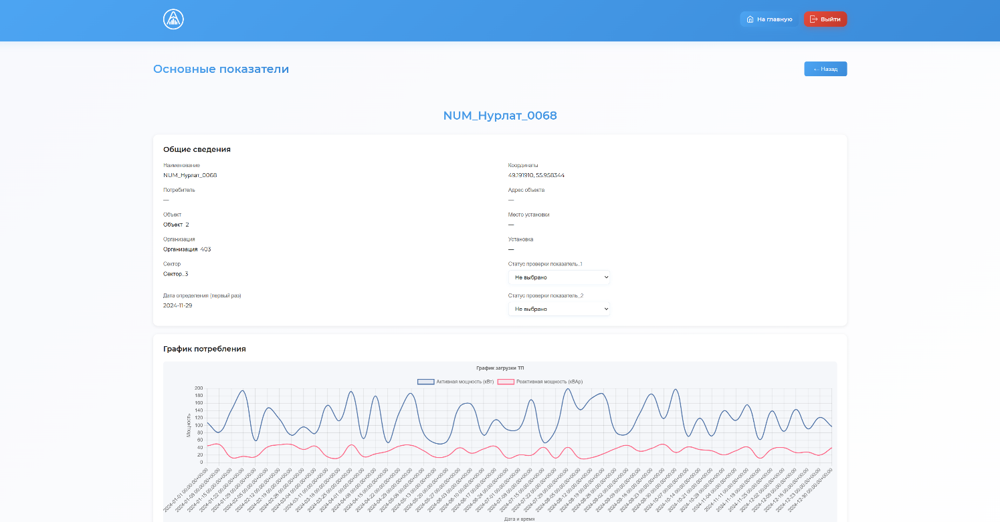 На главную
Выйти
Основные показатели
← Назад
NUM_Нурлат_0068
Общие сведения
Наименование
NUM_Нурлат_0068
Координаты
49.191910, 55.958344
Потребитель
—
Адрес объекта
—
Объект
Объект_2
Место установки
—
Организация
Организация_403
Установка
—
Сектор
Сектор_3
Статус проверки показатель_1
Не выбрано
Дата определения (первый раз)
2024-11-29
Статус проверки показатель_2
Не выбрано
График потребления
График загрузки ТП
Активная мощность (кВт) Реактивная мощность (кВАр)
Мощность
200
180
160
140
120
100
80
60
40
20
0
2024-01-01 00:00:00+00:00
2024-01-08 00:00:00+00:00
2024-01-15 00:00:00+00:00
2024-01-22 00:00:00+00:00
2024-01-29 00:00:00+00:00
2024-02-05 00:00:00+00:00
2024-02-12 00:00:00+00:00
2024-02-19 00:00:00+00:00
2024-02-26 00:00:00+00:00
2024-03-04 00:00:00+00:00
2024-03-11 00:00:00+00:00
2024-03-18 00:00:00+00:00
2024-03-25 00:00:00+00:00
2024-04-01 00:00:00+00:00
2024-04-08 00:00:00+00:00
2024-04-15 00:00:00+00:00
2024-04-22 00:00:00+00:00
2024-04-29 00:00:00+00:00
2024-05-06 00:00:00+00:00
2024-05-13 00:00:00+00:00
2024-05-20 00:00:00+00:00
2024-05-27 00:00:00+00:00
2024-06-03 00:00:00+00:00
2024-06-10 00:00:00+00:00
2024-06-17 00:00:00+00:00
2024-06-24 00:00:00+00:00
2024-07-01 00:00:00+00:00
2024-07-08 00:00:00+00:00
2024-07-15 00:00:00+00:00
2024-07-22 00:00:00+00:00
2024-07-29 00:00:00+00:00
2024-08-05 00:00:00+00:00
2024-08-12 00:00:00+00:00
2024-08-19 00:00:00+00:00
2024-08-26 00:00:00+00:00
2024-09-02 00:00:00+00:00
2024-09-09 00:00:00+00:00
2024-09-16 00:00:00+00:00
2024-09-23 00:00:00+00:00
2024-09-30 00:00:00+00:00
2024-10-07 00:00:00+00:00
2024-10-14 00:00:00+00:00
2024-10-21 00:00:00+00:00
2024-10-28 00:00:00+00:00
2024-11-04 00:00:00+00:00
2024-11-11 00:00:00+00:00
2024-11-18 00:00:00+00:00
2024-11-25 00:00:00+00:00
2024-12-02 00:00:00+00:00
2024-12-09 00:00:00+00:00
2024-12-16 00:00:00+00:00
2024-12-23 00:00:00+00:00
2024-12-30 00:00:00+00:00
Дата и время